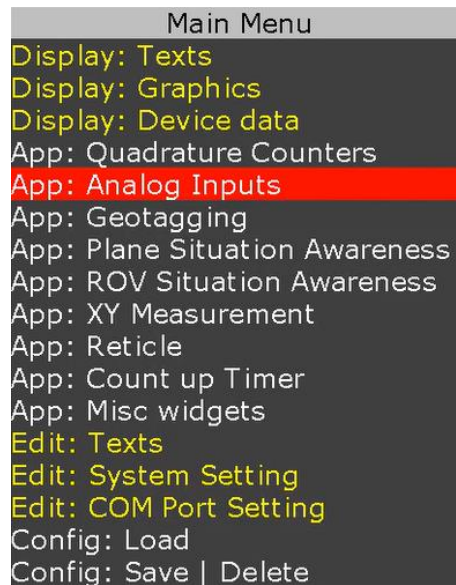 Main Menu
Display: Texts
Display: Graphics
Display: Device data
App: Quadrature Counters
App: Analog Inputs
App: Geotagging
App: Plane Situation Awareness
App: ROV Situation Awareness
App: XY Measurement
App: Reticle
App: Count up Timer
App: Misc widgets
Edit: Texts
Edit: System Setting
Edit: COM Port Setting
Config: Load
Config: Save | Delete